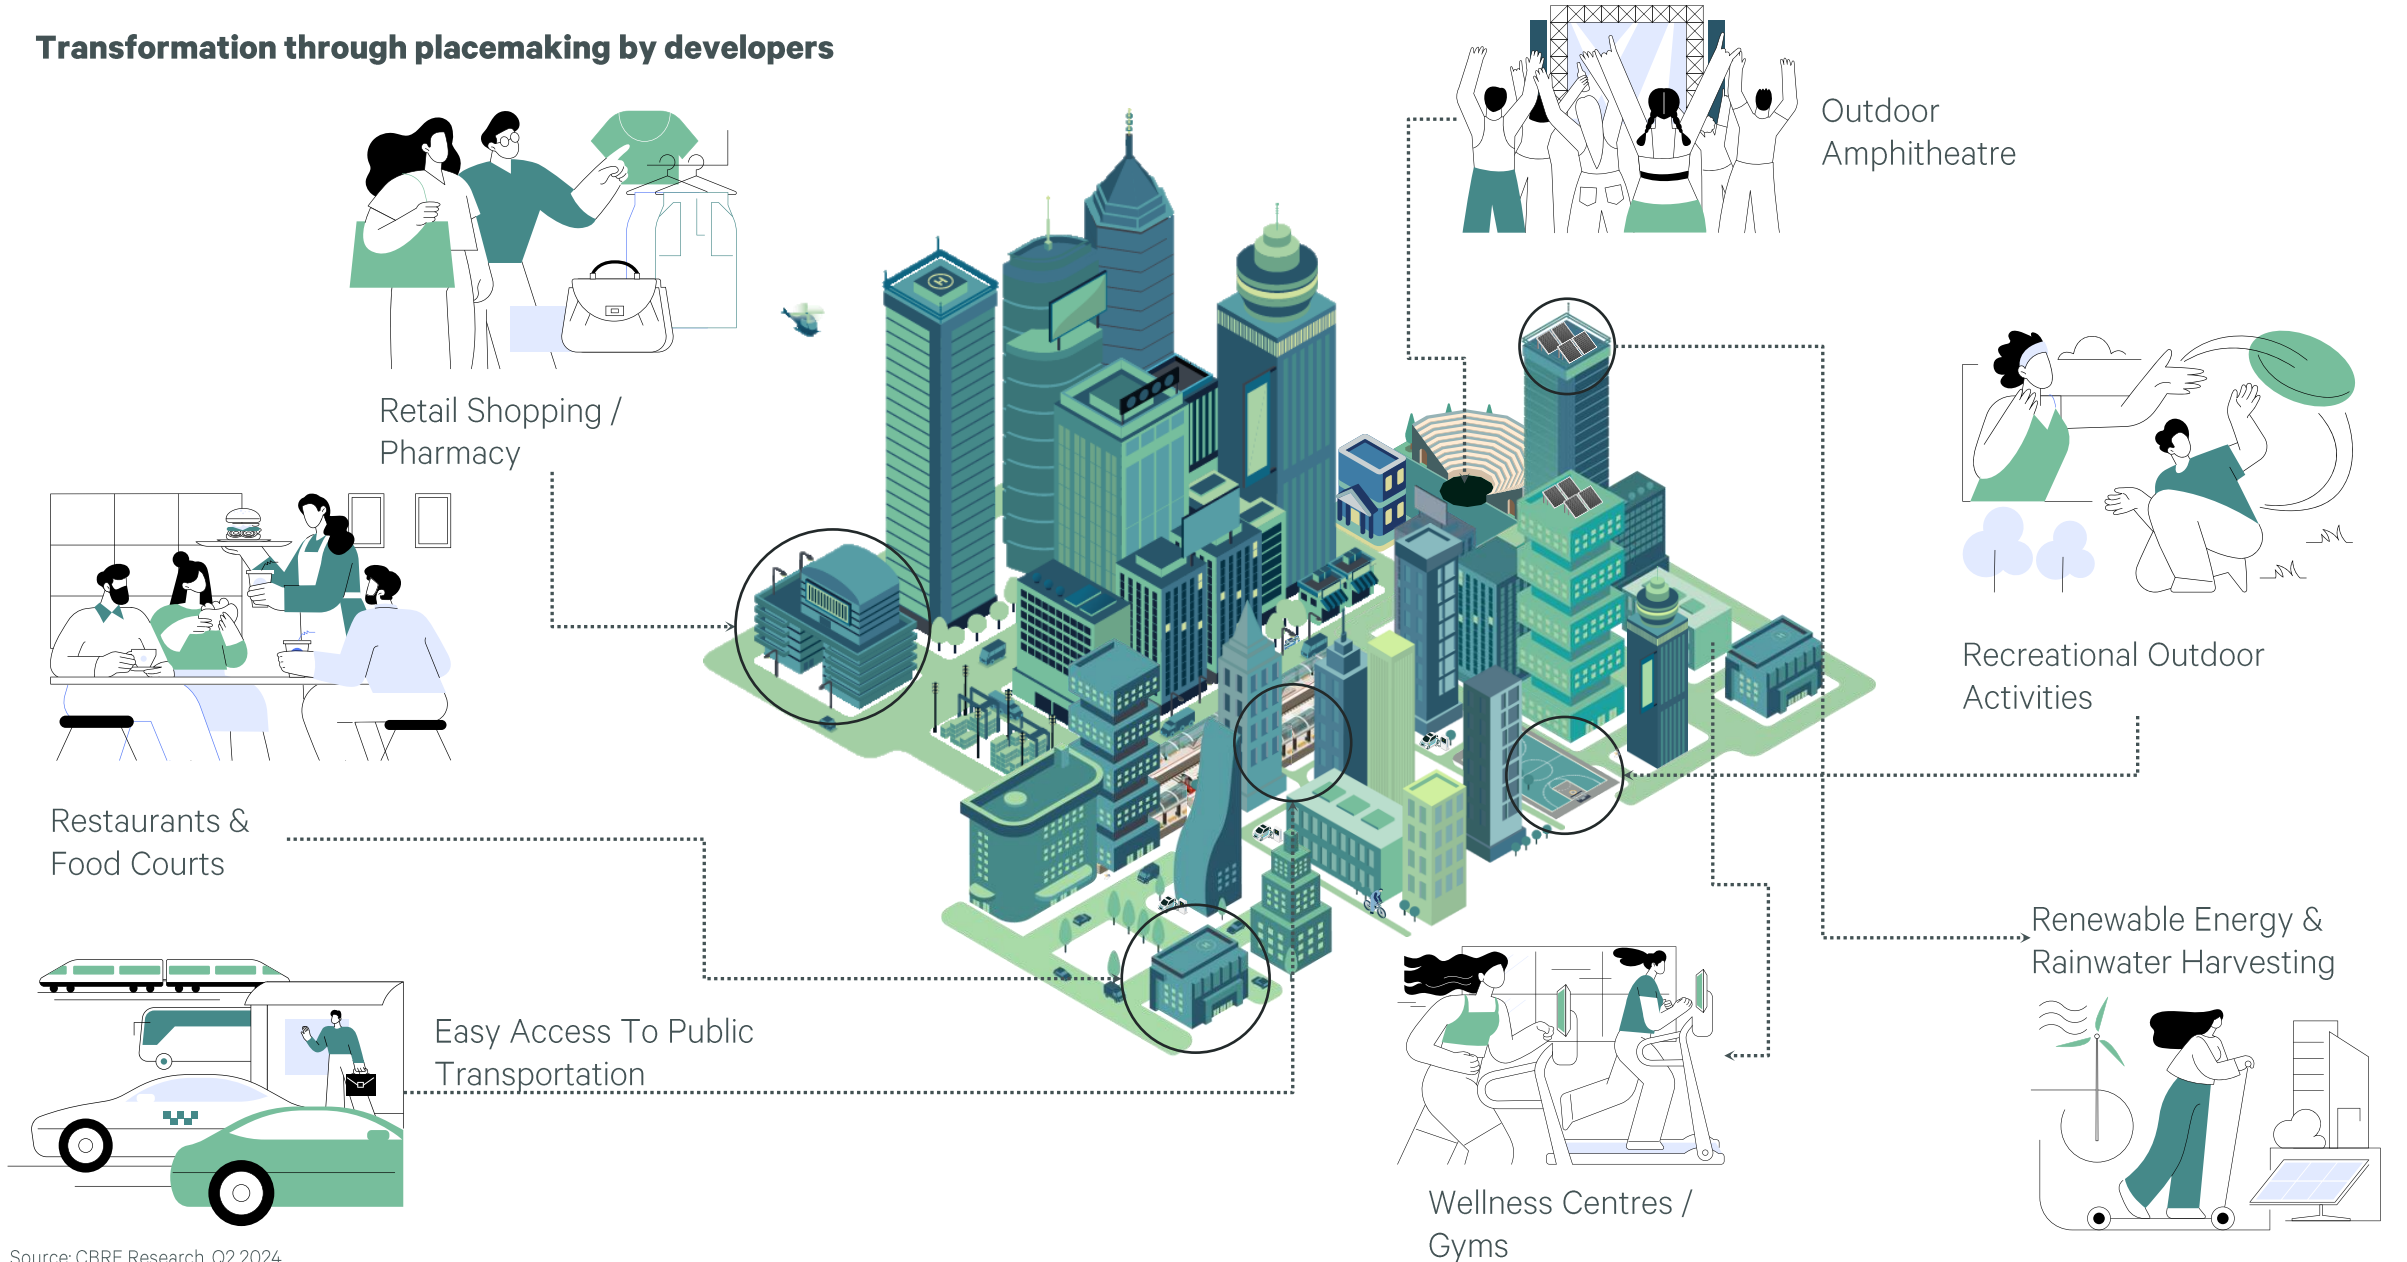 Transformation through placemaking by developers
Outdoor
Amphitheatre
Retail Shopping /
Pharmacy
Recreational Outdoor
Activities
Restaurants &
Food Courts
Renewable Energy &
Rainwater Harvesting
Easy Access To Public
Transportation
Wellness Centres /
Gyms
Source: CBRE Research, Q2 2024